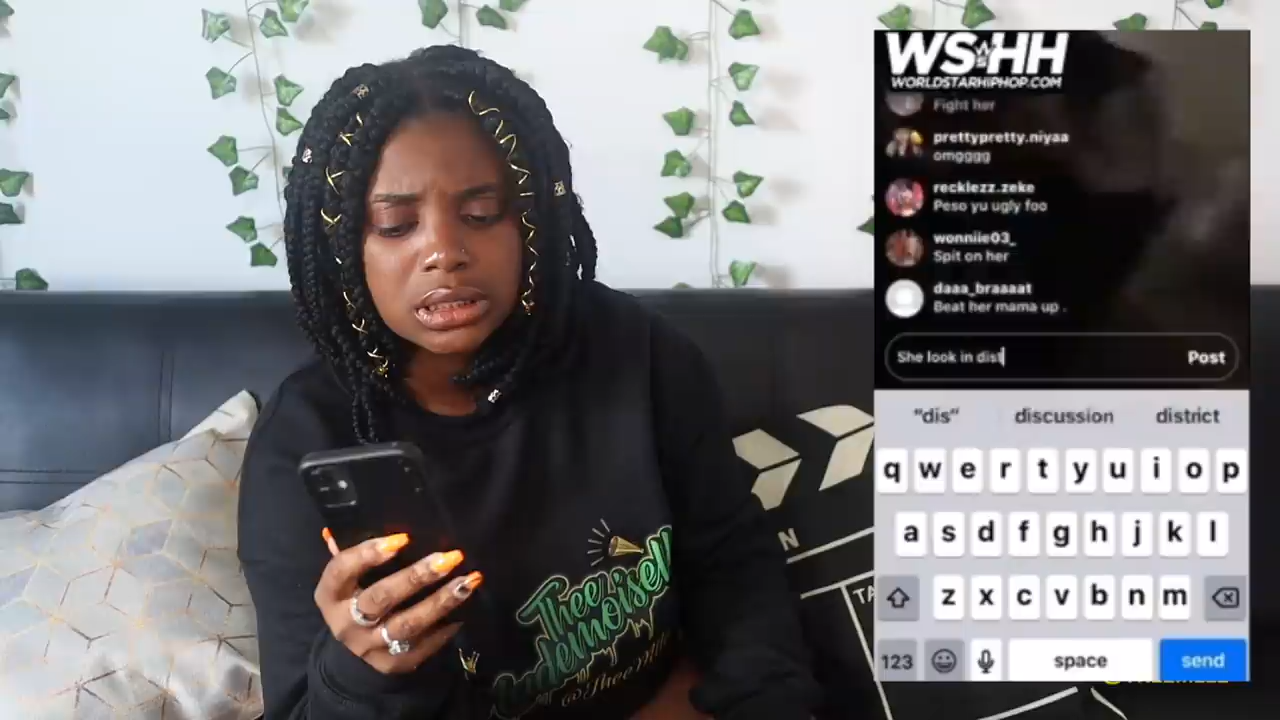 WSHH
WORLDSTARHIPHOP.COM
Fight her
prettypretty.niyaa
omgggg
recklezz.zeke
Peso yu ugly foo
wonniie03_
Spit on her
daaa_braaaat
Beat her mama up .
She look in dist
Post
"dis" discussion district
q w e r t y u i o p
a s d f g h j k l
z x c v b n m
123 space send
Thee
N
TA